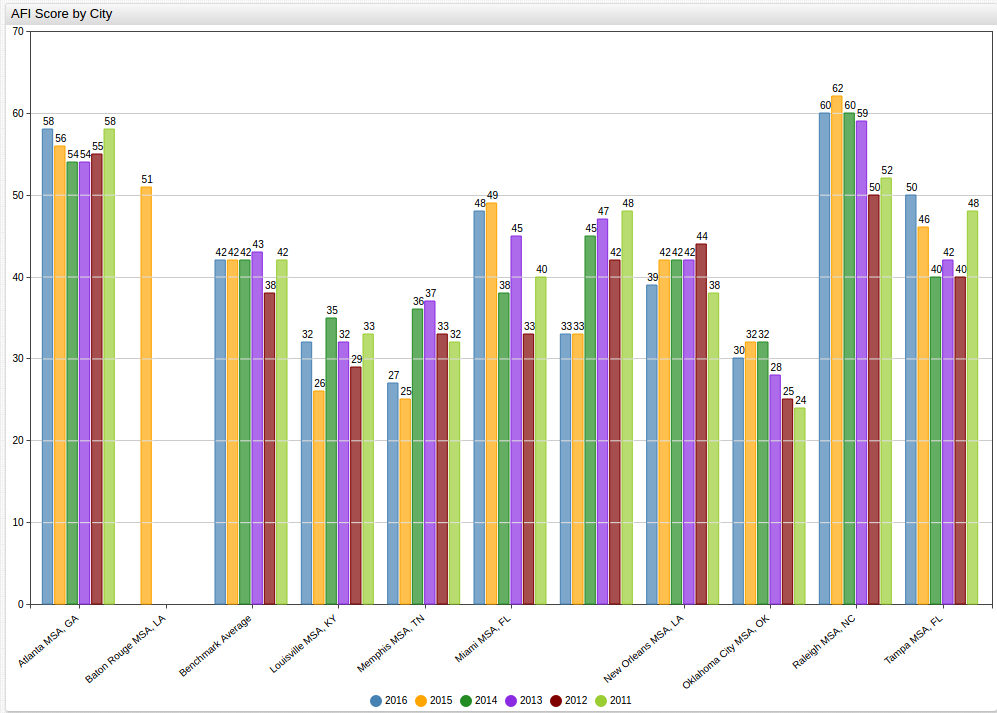 AFI Score by City
70
60
50
40
30
20
10
0
58 56 54 54 55 58
51
42 42 42 43 38 42
32 26 35 32 29 33
27 25 36 37 33 32
48 49 38 45 33 40
33 33 45 47 42 48
39 42 42 42 44 38
30 32 32 28 25 24
60 62 60 59 50 52
50 46 40 42 40 48
Atlanta MSA, GA
Baton Rouge MSA, LA
Benchmark Average
Louisville MSA, KY
Memphis MSA, TN
Miami MSA, FL
New Orleans MSA, LA
Oklahoma City MSA, OK
Raleigh MSA, NC
Tampa MSA, FL
2016 2015 2014 2013 2012 2011